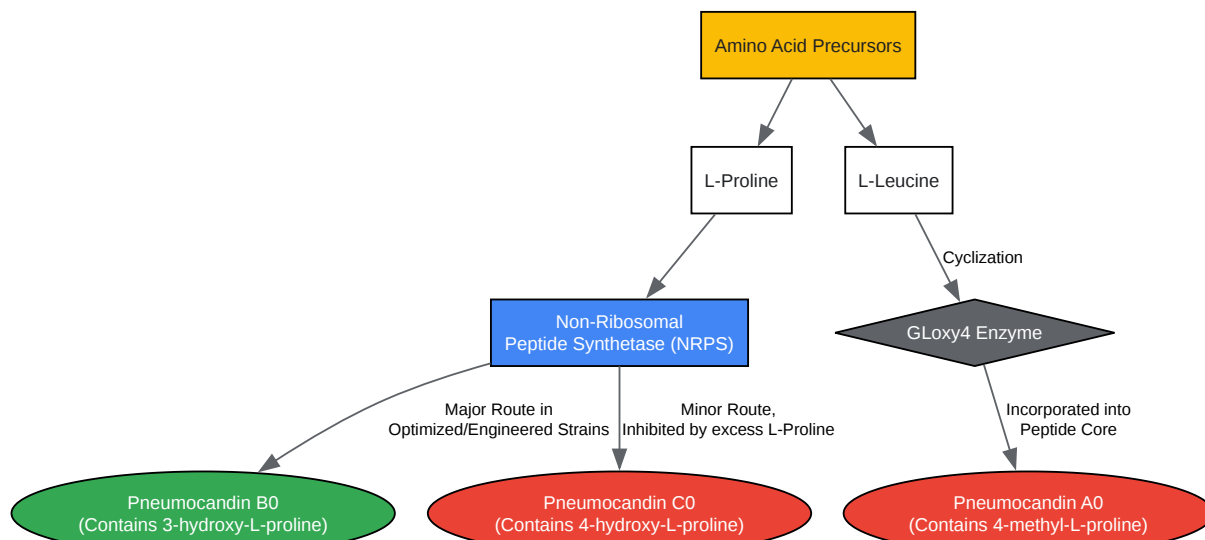 Amino Acid Precursors
L-Proline
L-Leucine
Cyclization
Non-Ribosomal
Peptide Synthetase (NRPS)
GLoxy4 Enzyme
Major Route in
Optimized/Engineered Strains
Minor Route,
Inhibited by excess L-Proline
Incorporated into
Peptide Core
Pneumocandin B0
(Contains 3-hydroxy-L-proline)
Pneumocandin C0
(Contains 4-hydroxy-L-proline)
Pneumocandin A0
(Contains 4-methyl-L-proline)